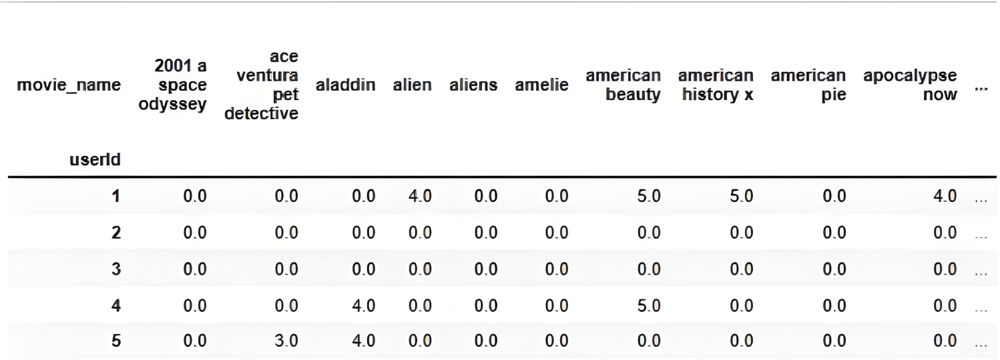 movie_name 2001 a space odyssey ace ventura pet detective aladdin alien aliens amelie american beauty american history x american pie apocalypse now ...
userId
1 0.0 0.0 0.0 4.0 0.0 0.0 5.0 5.0 0.0 4.0 ...
2 0.0 0.0 0.0 0.0 0.0 0.0 0.0 0.0 0.0 0.0 ...
3 0.0 0.0 0.0 0.0 0.0 0.0 0.0 0.0 0.0 0.0 ...
4 0.0 0.0 4.0 0.0 0.0 0.0 5.0 0.0 0.0 0.0 ...
5 0.0 3.0 4.0 0.0 0.0 0.0 0.0 0.0 0.0 0.0 ...